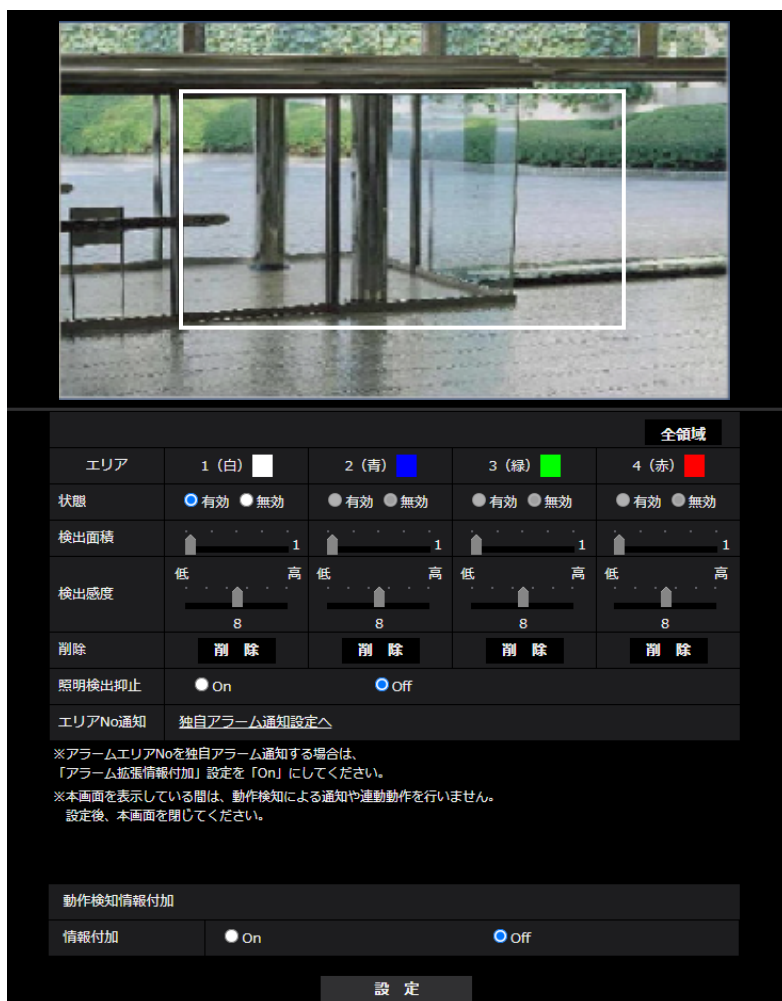 全領域
エリア 1（白） 2（青） 3（緑） 4（赤）
状態 有効 無効 有効 無効 有効 無効 有効 無効
検出面積 1 1 1 1
低 高 低 高 低 高 低 高
検出感度
8 8 8 8
削除 削 除 削 除 削 除 削 除
照明検出抑止 On Off
エリアNo通知 独自アラーム通知設定へ
※アラームエリアNoを独自アラーム通知する場合は、
「アラーム拡張情報付加」設定を「On」にしてください。
※本画面を表示している間は、動作検知による通知や連動動作を行いません。
設定後、本画面を閉じてください。
動作検知情報付加
情報付加 On Off
設 定